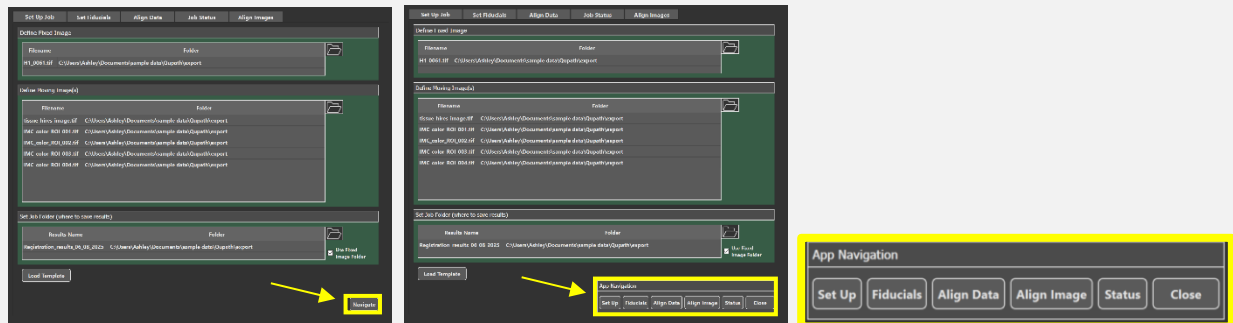 Set Up Job Set Fiducials Align Data Job Status Align Images
Define Fixed Image
Filename Folder
H1_0061.tif C:\Users\Ashley\Documents\sample data\Qupath\export
Define Moving Image(s)
Filename Folder
tissue hires image.tif C:\Users\Ashley\Documents\sample data\Qupath\export
IMC color ROI 001.tif C:\Users\Ashley\Documents\sample data\Qupath\export
IMC_color_ROI_002.tif C:\Users\Ashley\Documents\sample data\Qupath\export
IMC color ROI 003.tif C:\Users\Ashley\Documents\sample data\Qupath\export
IMC color ROI 004.tif C:\Users\Ashley\Documents\sample data\Qupath\export
Set Job Folder (where to save results)
Results Name Folder
Registration_results_06_06_2025 C:\Users\Ashley\Documents\sample data\Qupath\export
Use Fixed
Image Folder
Load Template
Navigate
Set Up Job Set Fiducials Align Data Job Status Align Images
Define Fixed Image
Filename Folder
H1_0061.tif C:\Users\Ashley\Documents\sample data\Qupath\export
Define Moving Image(s)
Filename Folder
tissue hires image.tif C:\Users\Ashley\Documents\sample data\Qupath\export
IMC color ROI 001.tif C:\Users\Ashley\Documents\sample data\Qupath\export
IMC_color_ROI_002.tif C:\Users\Ashley\Documents\sample data\Qupath\export
IMC color ROI 003.tif C:\Users\Ashley\Documents\sample data\Qupath\export
IMC color ROI 004.tif C:\Users\Ashley\Documents\sample data\Qupath\export
Set Job Folder (where to save results)
Results Name Folder
Registration results 06 06 2025 C:\Users\Ashley\Documents\sample data\Qupath\export
Use Fixed
Image Folder
Load Template
App Navigation
Set Up Fiducials Align Data Align Image Status Close
App Navigation
Set Up Fiducials Align Data Align Image Status Close